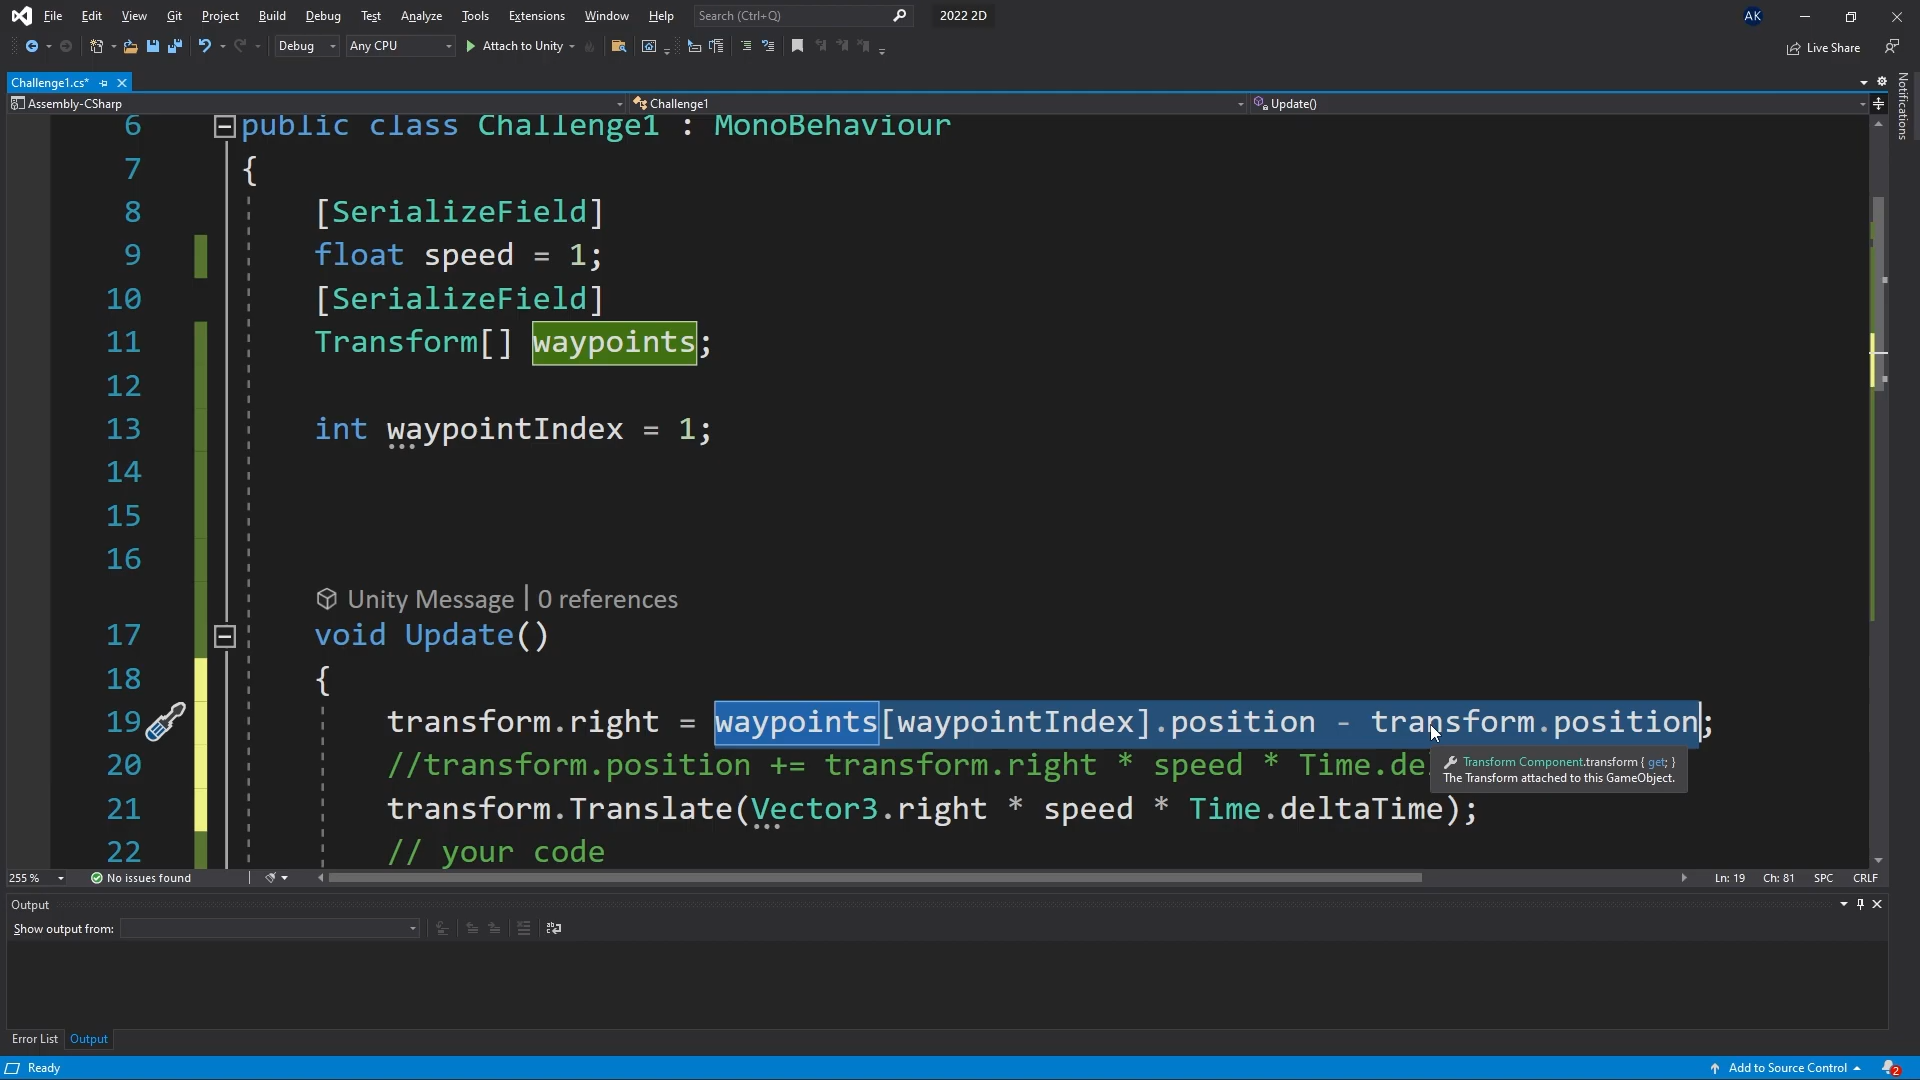 File Edit View Git Project Build Debug Test Analyze Tools Extensions Window Help Search (Ctrl+Q) 2022 2D AK
Debug Any CPU Attach to Unity Live Share
Challenge1.cs*
Assembly-CSharp Challenge1 Update()
Notifications
6 public class Challenge1 : MonoBehaviour
7 {
8 [SerializeField]
9 float speed = 1;
10 [SerializeField]
11 Transform[] waypoints;
12
13 int waypointIndex = 1;
14
15
16
Unity Message | 0 references
17 void Update()
18 {
19 transform.right = waypoints[waypointIndex].position - transform.position;
20 //transform.position += transform.right * speed * Time.de
Transform Component.transform { get; }
The Transform attached to this GameObject.
21 transform.Translate(Vector3.right * speed * Time.deltaTime);
22 // your code
255 % No issues found Ln: 19 Ch: 81 SPC CRLF
Output
Show output from:
Error List Output
Ready Add to Source Control 2